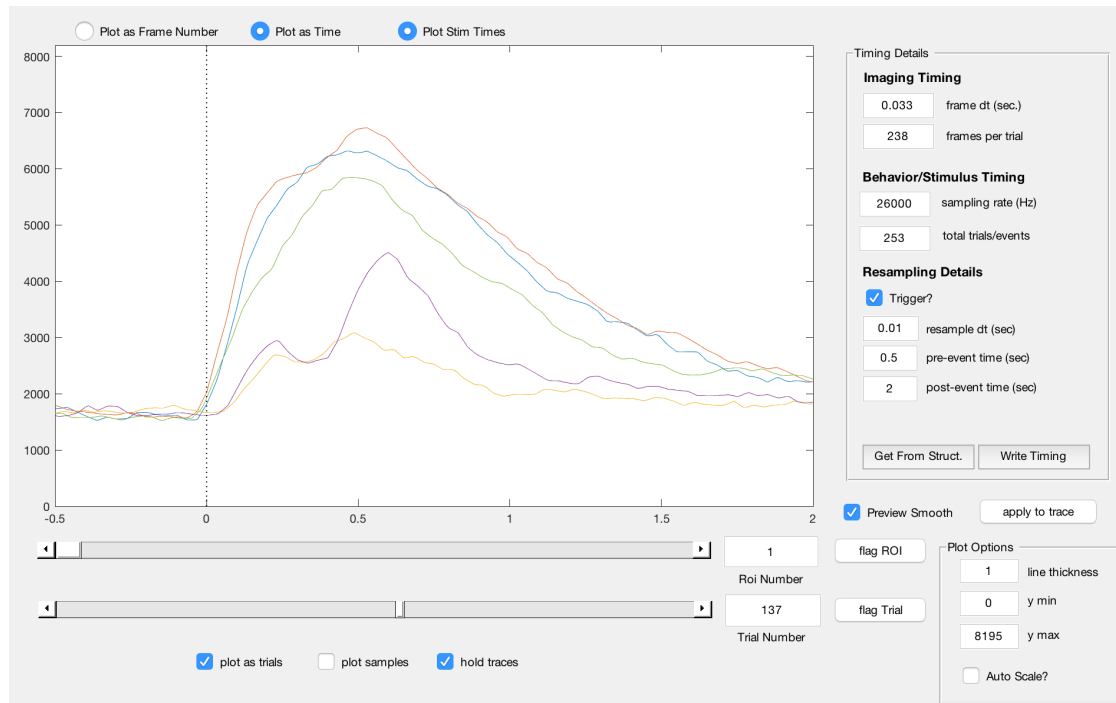 Plot as Frame Number Plot as Time Plot Stim Times
8000
7000
6000
5000
4000
3000
2000
1000
0
-0.5 0 0.5 1 1.5 2
Timing Details
Imaging Timing
0.033 frame dt (sec.)
238 frames per trial
Behavior/Stimulus Timing
26000 sampling rate (Hz)
253 total trials/events
Resampling Details
Trigger?
0.01 resample dt (sec)
0.5 pre-event time (sec)
2 post-event time (sec)
Get From Struct. Write Timing
Preview Smooth apply to trace
1 flag ROI
Roi Number
137 flag Trial
Trial Number
plot as trials plot samples hold traces
Plot Options
1 line thickness
0 y min
8195 y max
Auto Scale?